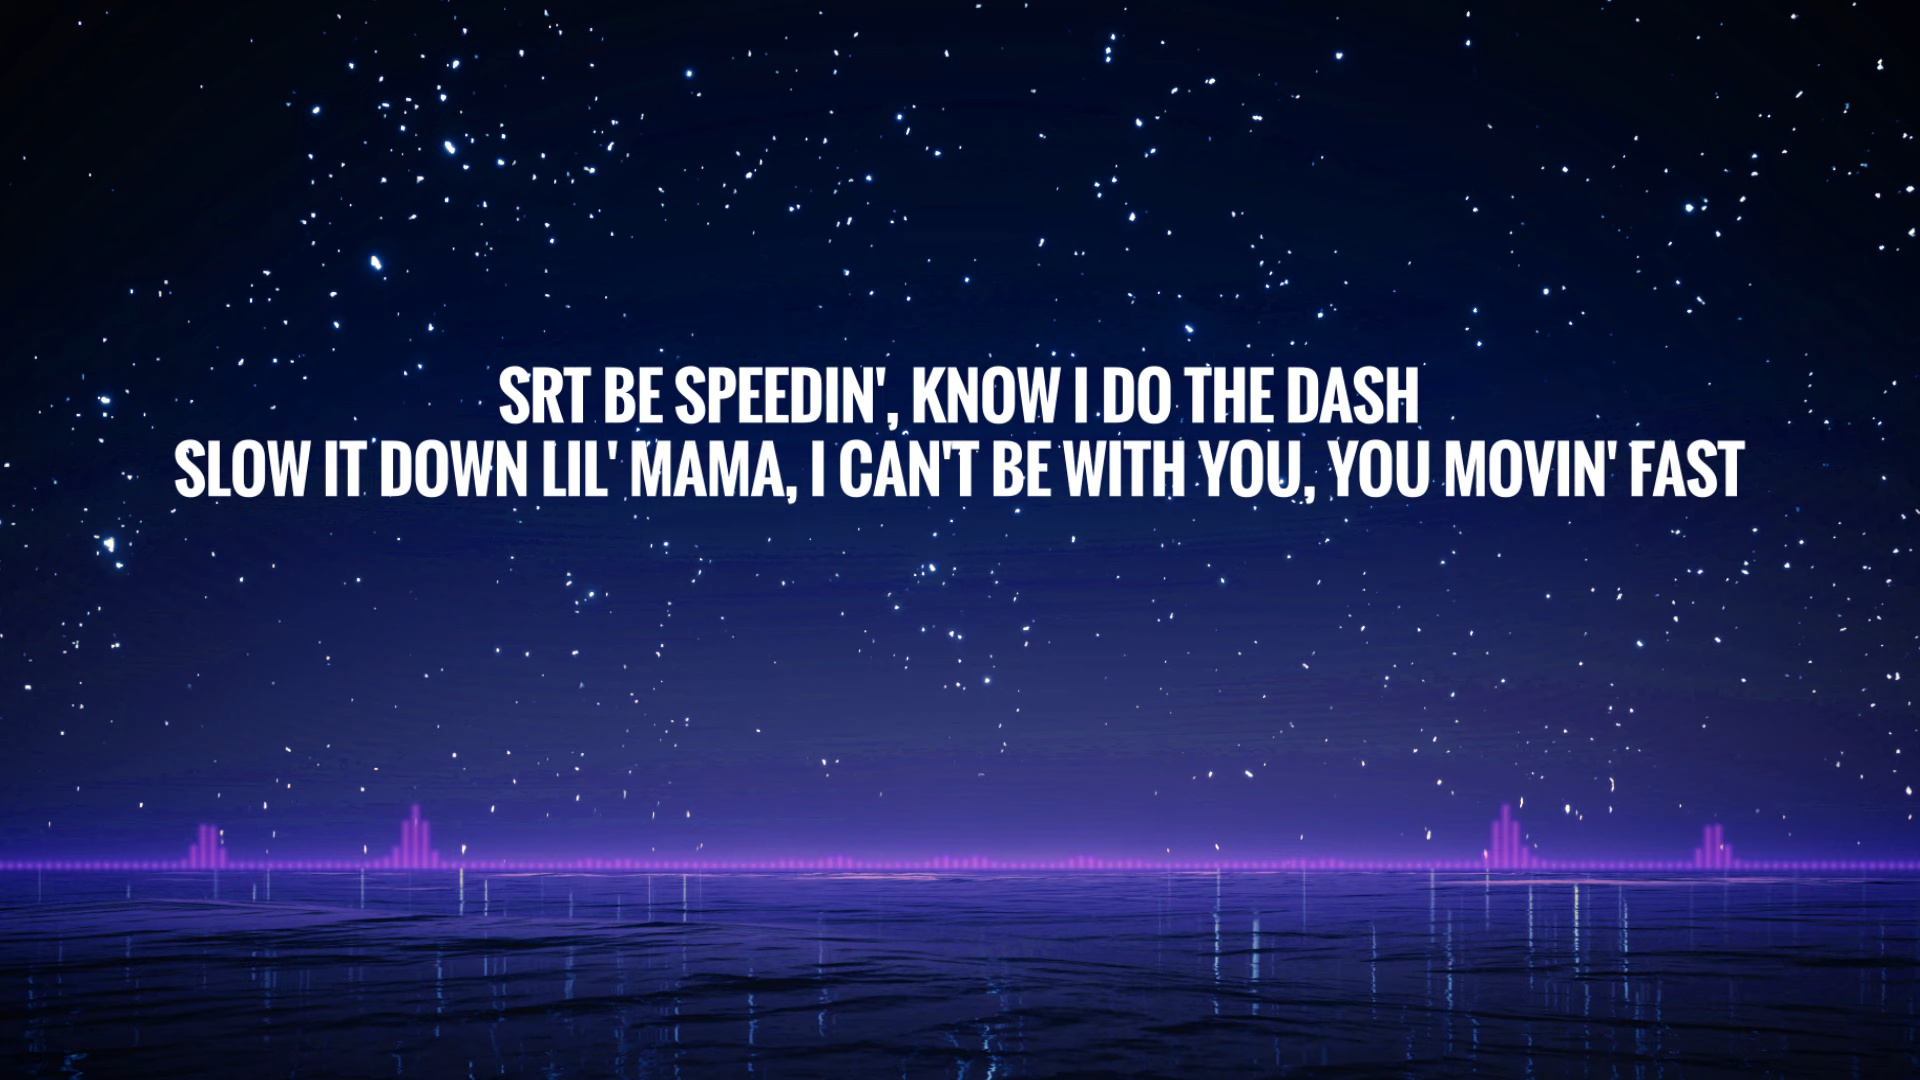 SRT BE SPEEDIN', KNOW I DO THE DASH
SLOW IT DOWN LIL' MAMA, I CAN'T BE WITH YOU, YOU MOVIN' FAST